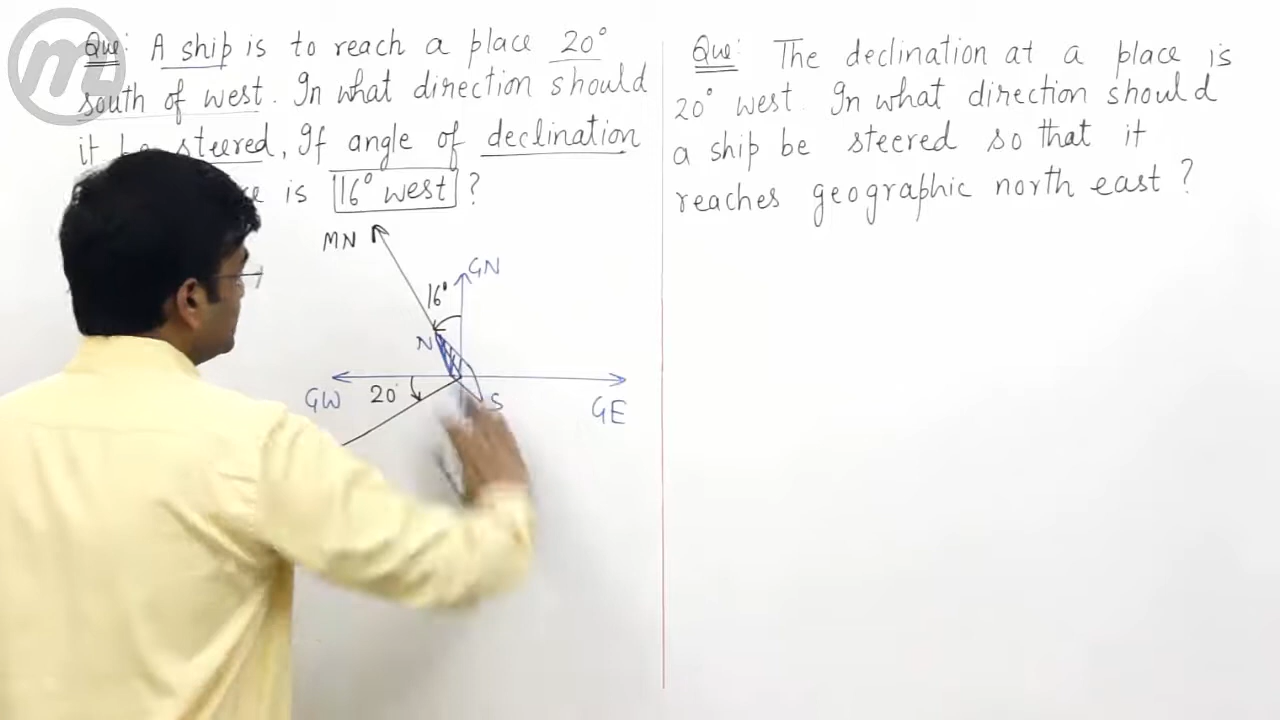 Que: A ship is to reach a place 20°
south of west. In what direction should
it steered, If angle of declination
is 16° west ?
MN
GN
16°
N
GW
20°
S
GE
Que: The declination at a place is
20° west. In what direction should
a ship be steered so that it
reaches geographic north east ?